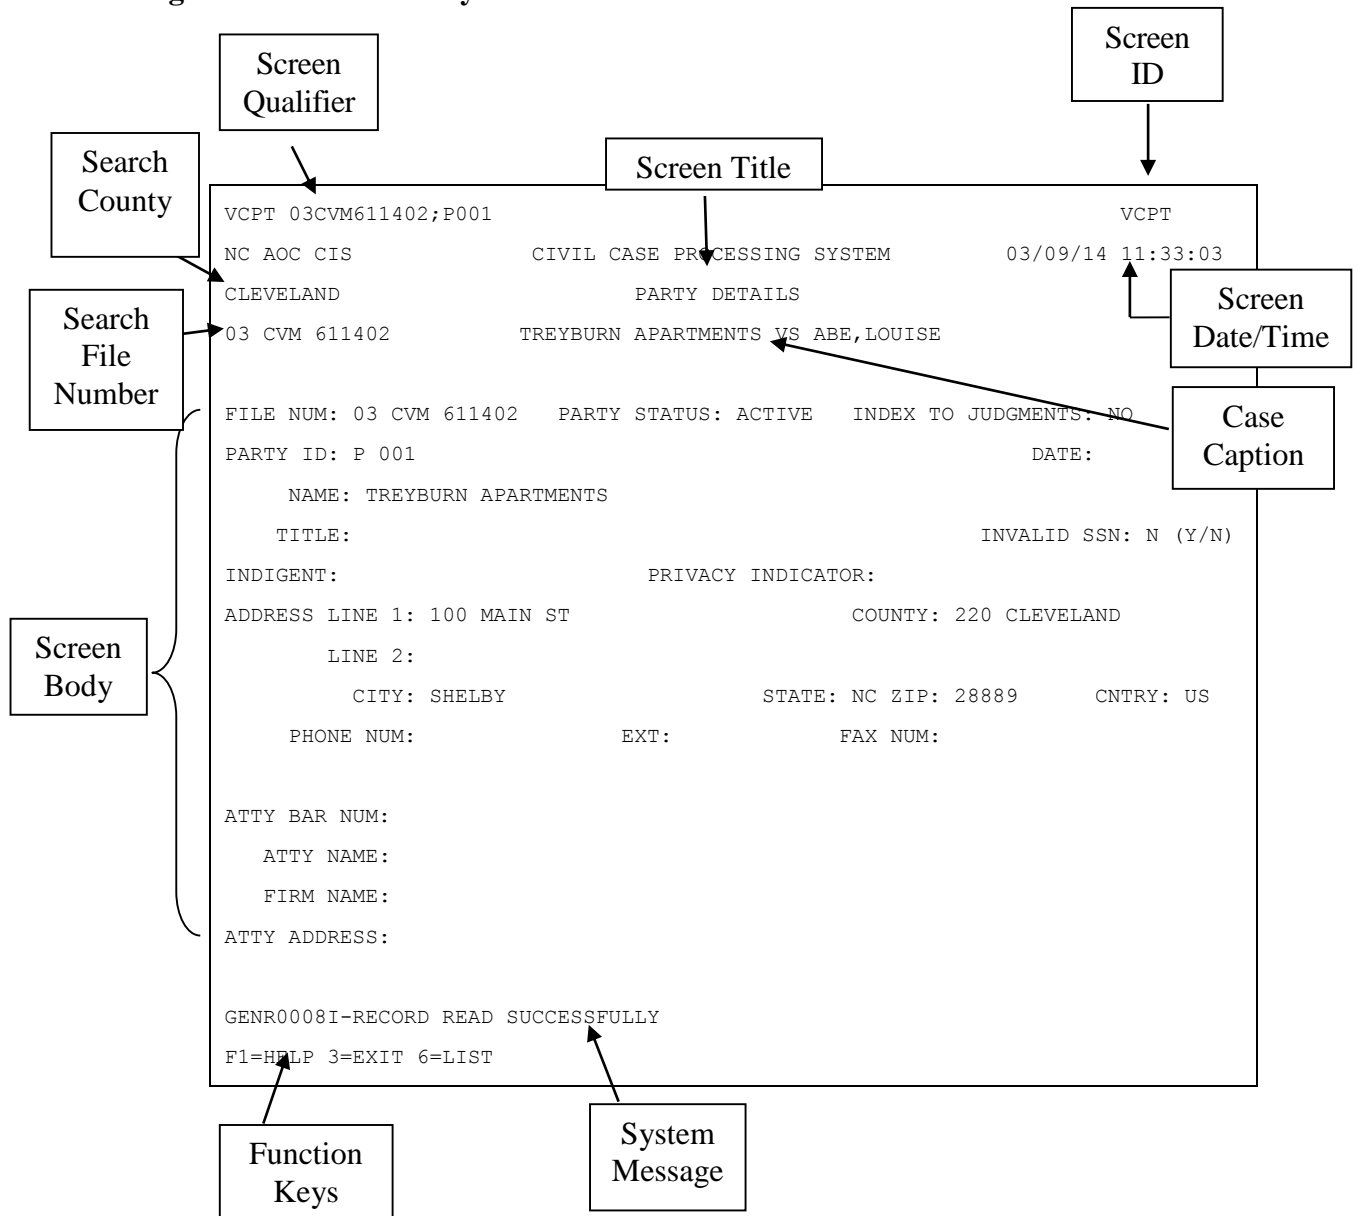 Screen
ID
Screen
Qualifier
Search
County
Screen Title
VCPT 03CVM611402;P001 VCPT
NC AOC CIS CIVIL CASE PROCESSING SYSTEM 03/09/14 11:33:03
CLEVELAND PARTY DETAILS
03 CVM 611402 TREYBURN APARTMENTS VS ABE,LOUISE
Search
File
Number
Screen
Date/Time
Case
Caption
FILE NUM: 03 CVM 611402 PARTY STATUS: ACTIVE INDEX TO JUDGMENTS: NO
PARTY ID: P 001 DATE:
NAME: TREYBURN APARTMENTS
TITLE: INVALID SSN: N (Y/N)
INDIGENT: PRIVACY INDICATOR:
ADDRESS LINE 1: 100 MAIN ST COUNTY: 220 CLEVELAND
LINE 2:
CITY: SHELBY STATE: NC ZIP: 28889 CNTRY: US
PHONE NUM: EXT: FAX NUM:
Screen
Body
ATTY BAR NUM:
ATTY NAME:
FIRM NAME:
ATTY ADDRESS:
GENR0008I-RECORD READ SUCCESSFULLY
F1=HELP 3=EXIT 6=LIST
Function
Keys
System
Message